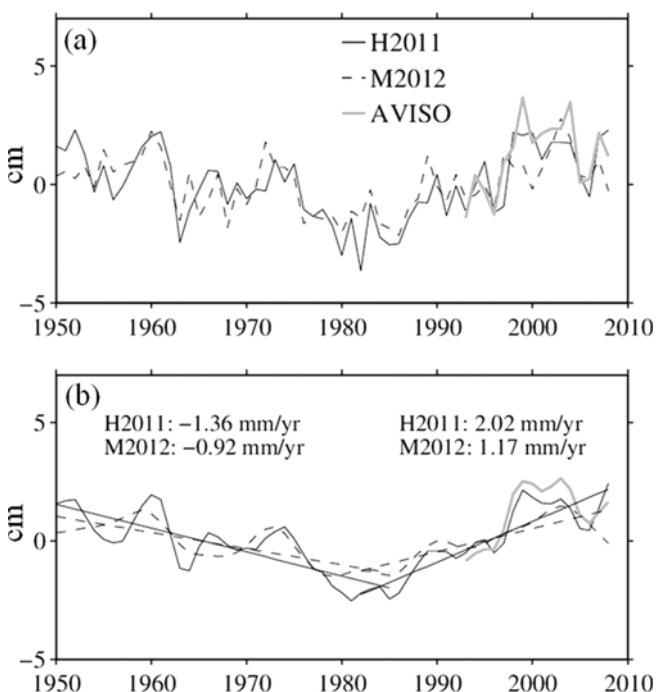 (a)
H2011
M2012
AVISO
5
0
−5
cm
1950 1960 1970 1980 1990 2000 2010
(b)
H2011: −1.36 mm/yr
M2012: −0.92 mm/yr
H2011: 2.02 mm/yr
M2012: 1.17 mm/yr
5
0
−5
cm
1950 1960 1970 1980 1990 2000 2010